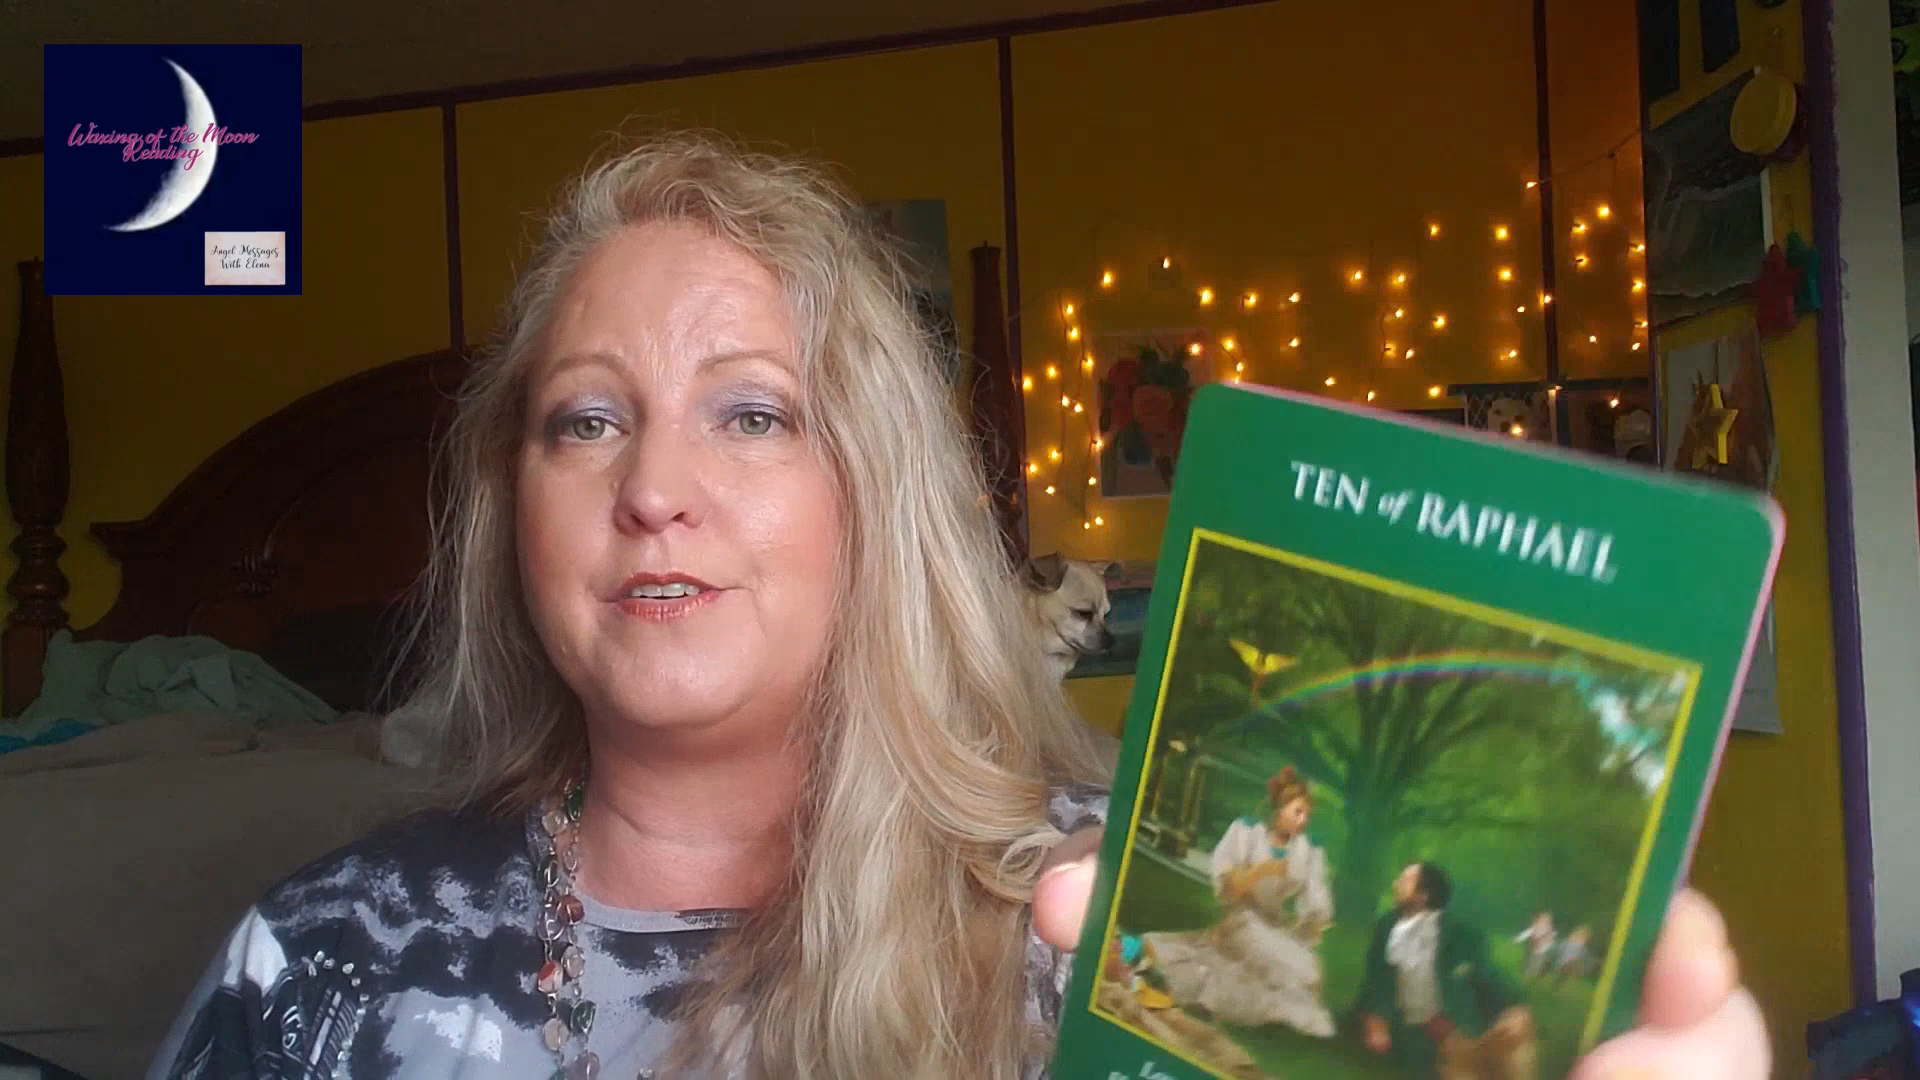 Waxing of the Moon
Reading
Angel Messages
With Elena
TEN of RAPHAEL